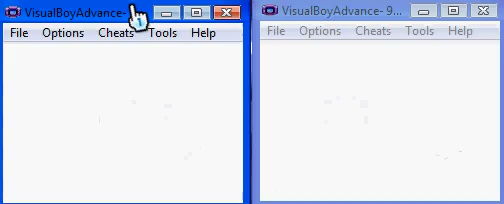 VisualBoyAdvance-
File Options Cheats Tools Help
VisualBoyAdvance- 9...
File Options Cheats Tools Help